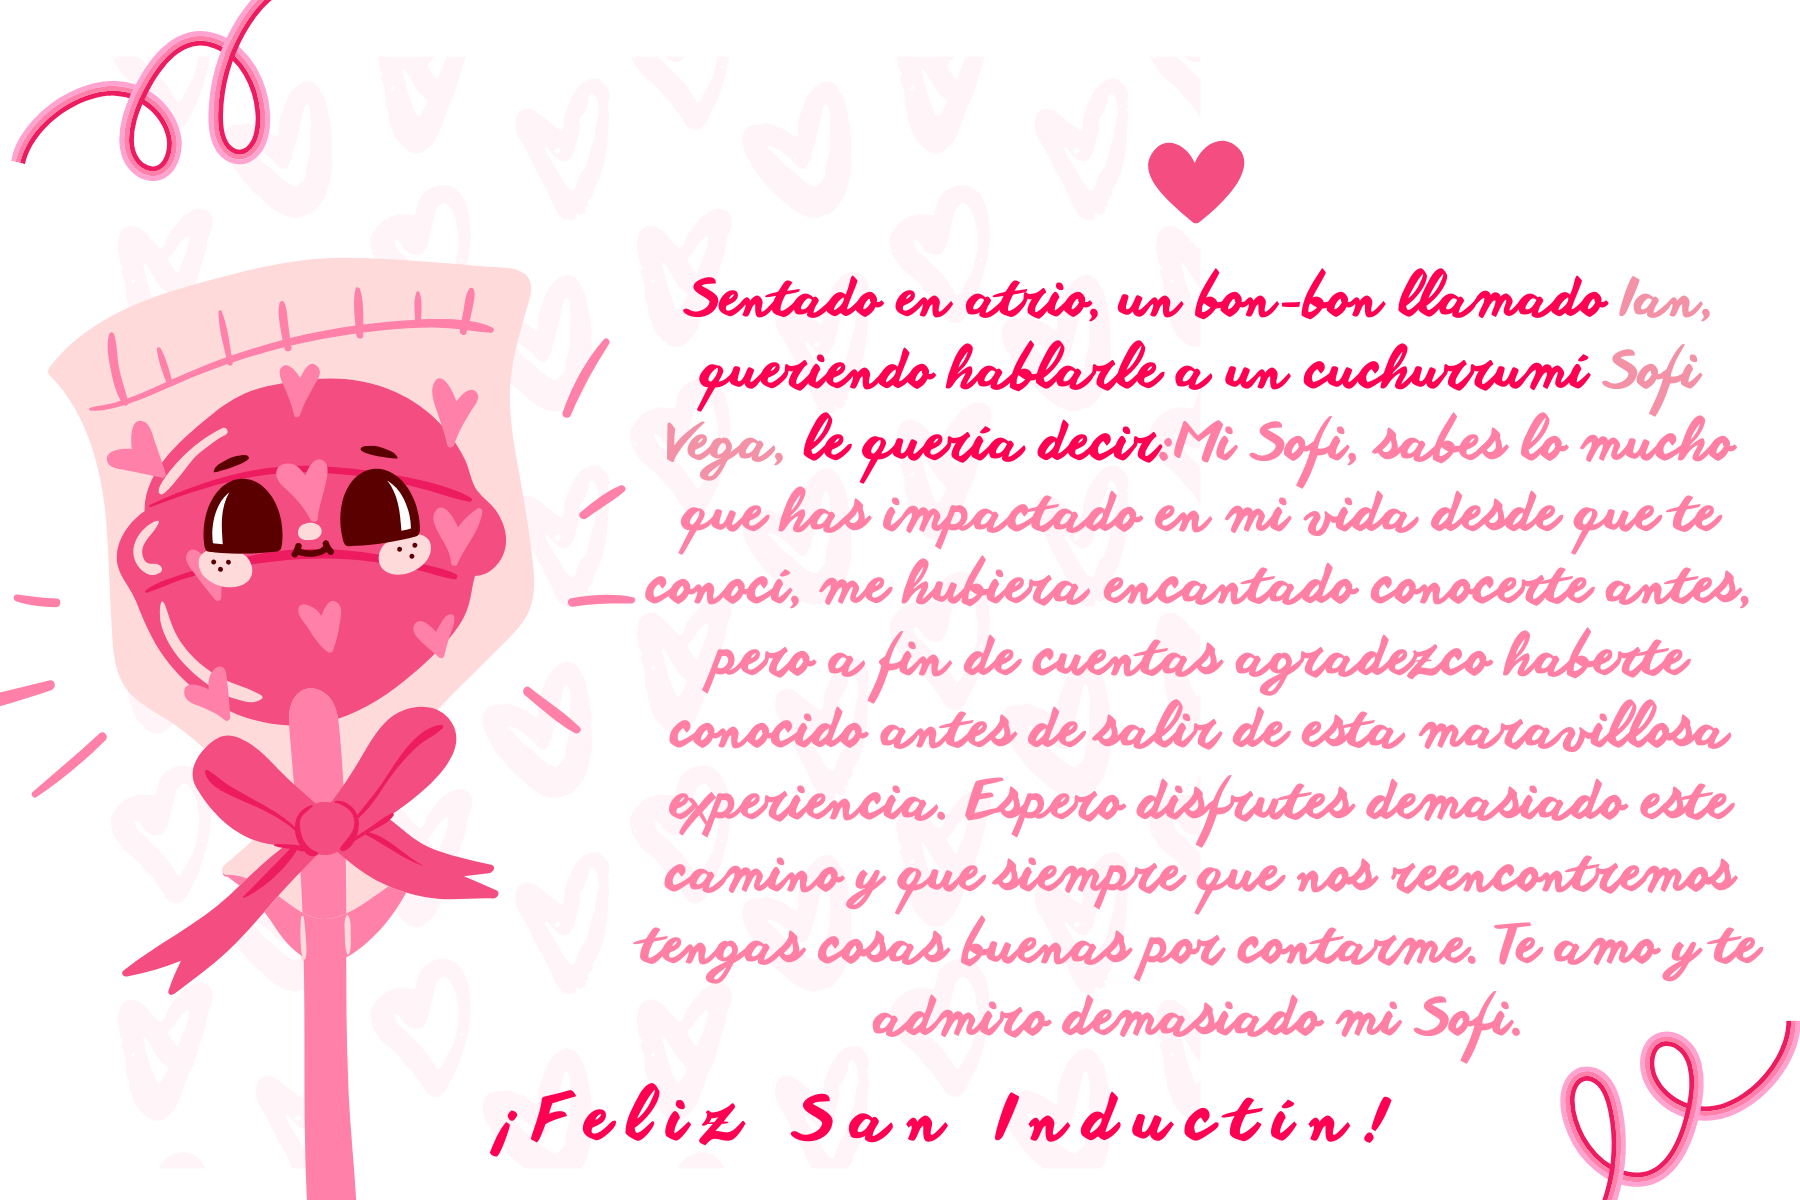 Sentado en atrio, un bon-bon llamado Ian,
queriendo hablarle a un cuchurrumí Sofi
Vega, le quería decir:Mi Sofi, sabes lo mucho
que has impactado en mi vida desde que te
conocí, me hubiera encantado conocerte antes,
pero a fin de cuentas agradezco haberte
conocido antes de salir de esta maravillosa
experiencia. Espero disfrutes demasiado este
camino y que siempre que nos reencontremos
tengas cosas buenas por contarme. Te amo y te
admiro demasiado mi Sofi.
¡Feliz San Inductín!